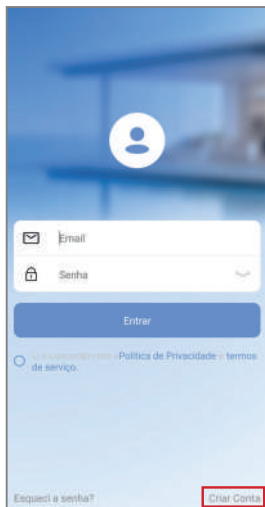 Email
Senha
Entrar
Política de Privacidade e termos
de serviço.
Esqueci a senha?
Criar Conta